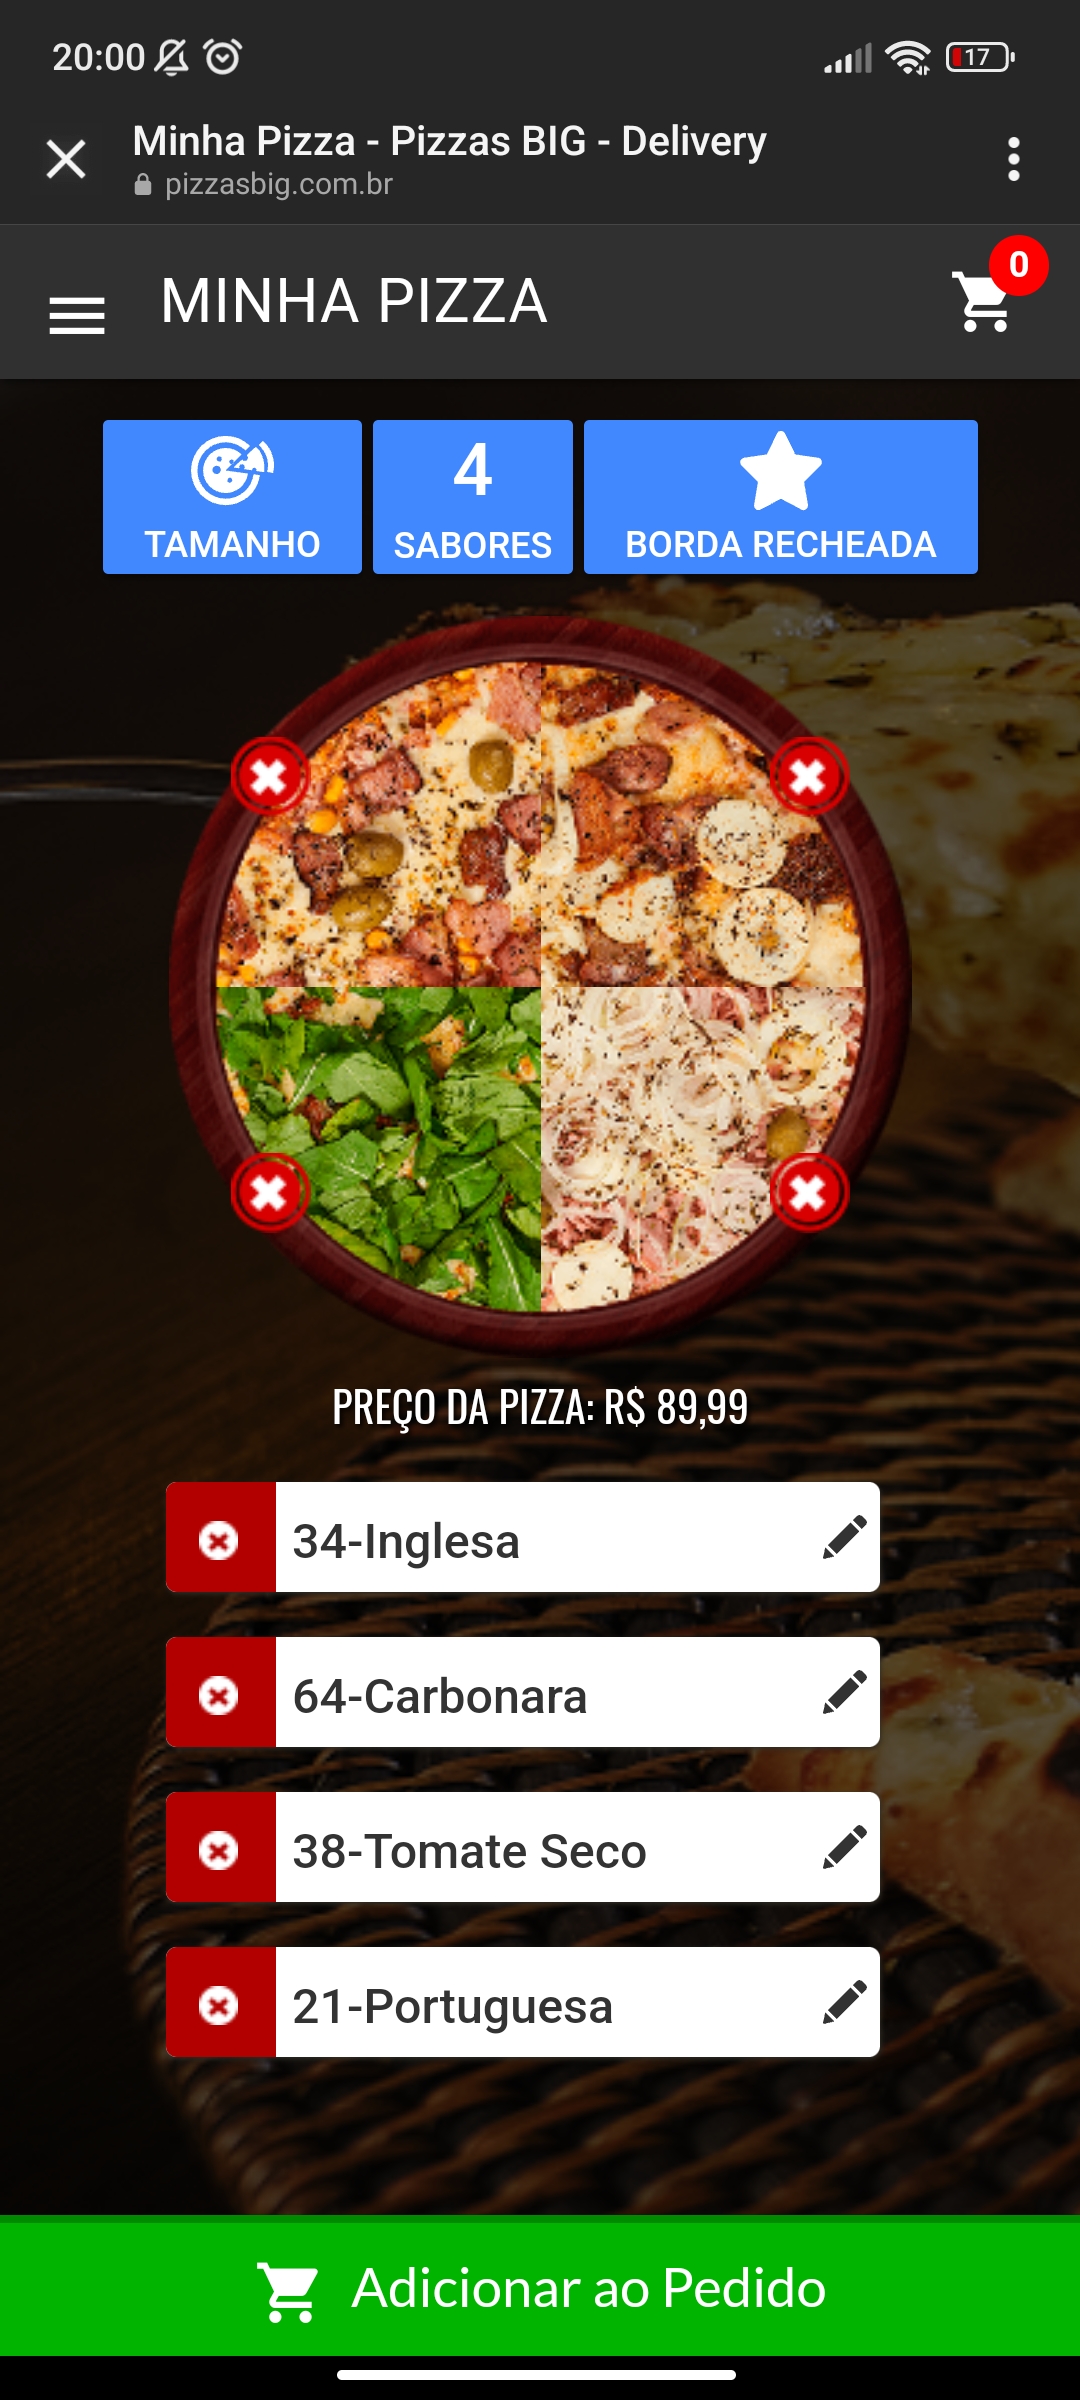 20:00
17
Minha Pizza - Pizzas BIG - Delivery
pizzasbig.com.br
MINHA PIZZA
0
TAMANHO
4
SABORES
BORDA RECHEADA
PREÇO DA PIZZA: R$ 89,99
34-Inglesa
64-Carbonara
38-Tomate Seco
21-Portuguesa
Adicionar ao Pedido